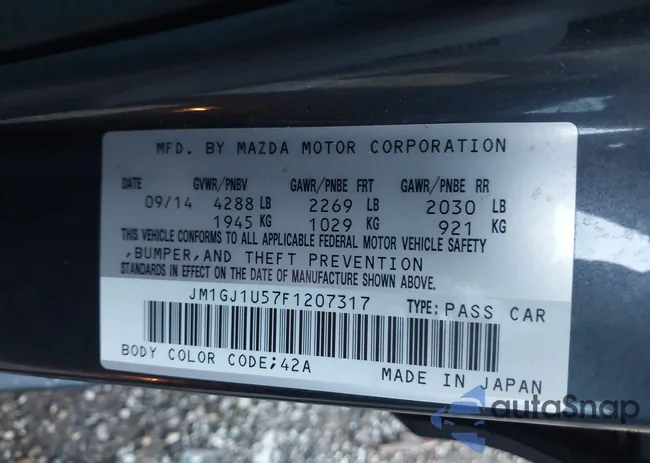 MFD. BY MAZDA MOTOR CORPORATION
DATE GVWR/PNBV GAWR/PNBE FRT GAWR/PNBE RR
09/14 4288 LB 2269 LB 2030 LB
1945 KG 1029 KG 921 KG
THIS VEHICLE CONFORMS TO ALL APPLICABLE FEDERAL MOTOR VEHICLE SAFETY
,BUMPER,AND THEFT PREVENTION
STANDARDS IN EFFECT ON THE DATE OF MANUFACTURE SHOWN ABOVE.
JM1GJ1U57F1207317 TYPE: PASS CAR
BODY COLOR CODE;42A MADE IN JAPAN
autoSnap